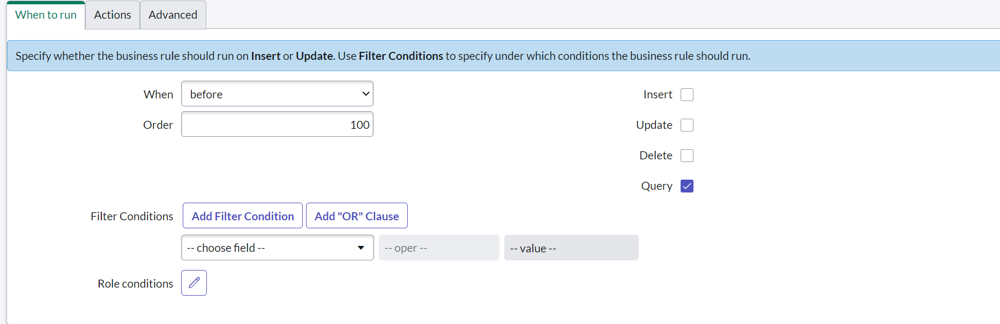 When to run Actions Advanced
Specify whether the business rule should run on Insert or Update. Use Filter Conditions to specify under which conditions the business rule should run.
When before Insert
Order 100 Update
Delete
Query
Filter Conditions Add Filter Condition Add "OR" Clause
-- choose field -- -- oper -- -- value --
Role conditions